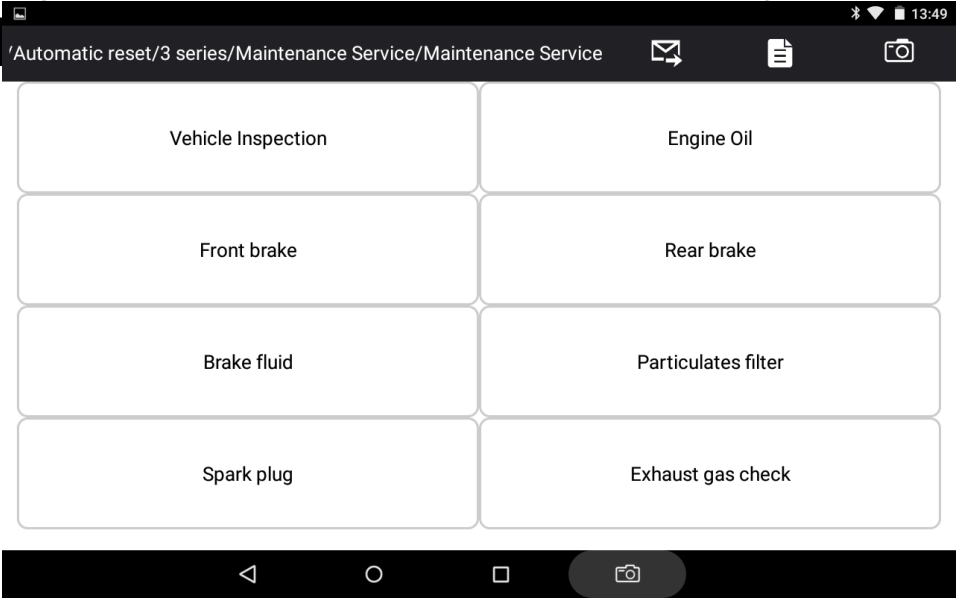 13:49
/Automatic reset/3 series/Maintenance Service/Maintenance Service
Vehicle Inspection
Engine Oil
Front brake
Rear brake
Brake fluid
Particulates filter
Spark plug
Exhaust gas check